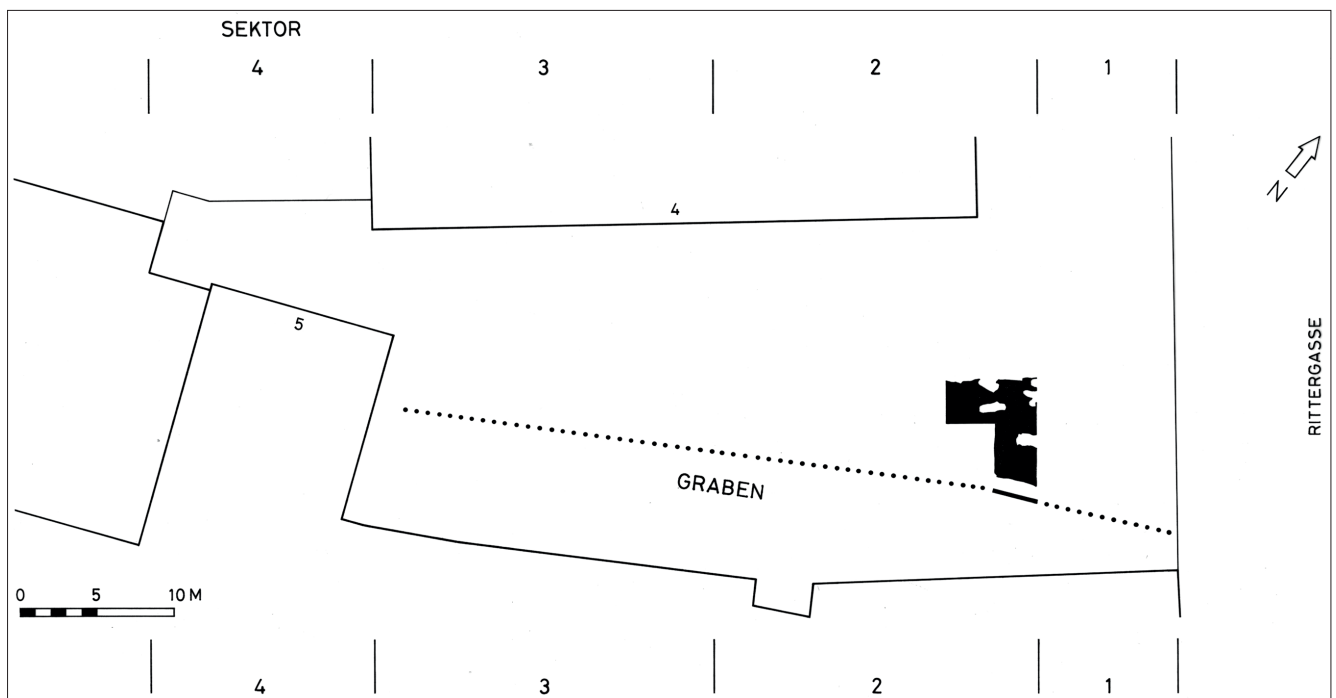 SEKTOR
4 3 2 1
N
4
5
RITTERGASSE
GRABEN
0 5 10 M
4 3 2 1